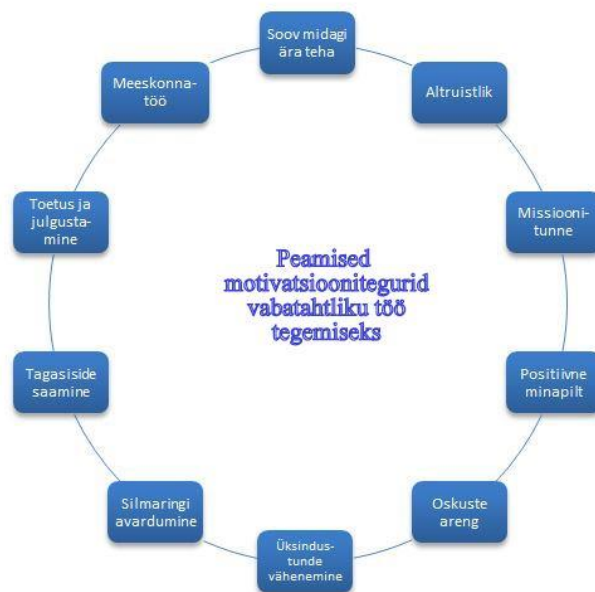 Soov midagi
ära teha
Altruistlik
Missiooni-
tunne
Positiivne
minapilt
Oskuste
areng
Üksindus-
tunde
vähenemine
Silmaringi
avardumine
Tagasiside
saamine
Toetus ja
julgusta-
mine
Meeskonna-
töö
Peamised
motivatsioonitegurid
vabatahtliku töö
tegemiseks